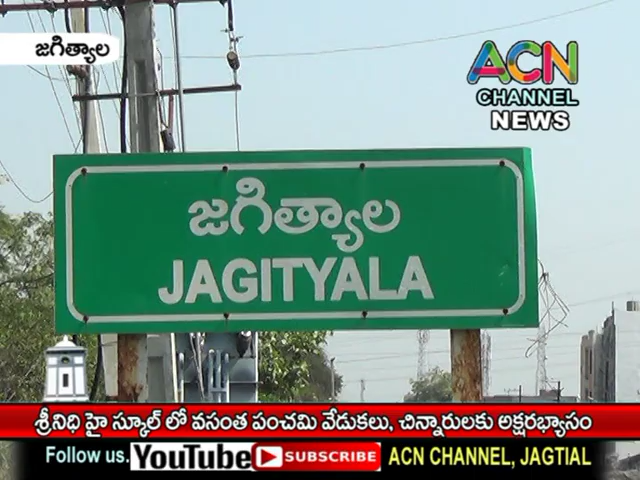 జగిత్యాల
ACN
CHANNEL
NEWS
జగిత్యాల
JAGITYALA
శ్రీనిధి హై స్కూల్ లో వసంత పంచమి వేడుకలు, చిన్నారులకు అక్షరభ్యాసం
Follow us. YouTube SUBSCRIBE ACN CHANNEL, JAGTIAL